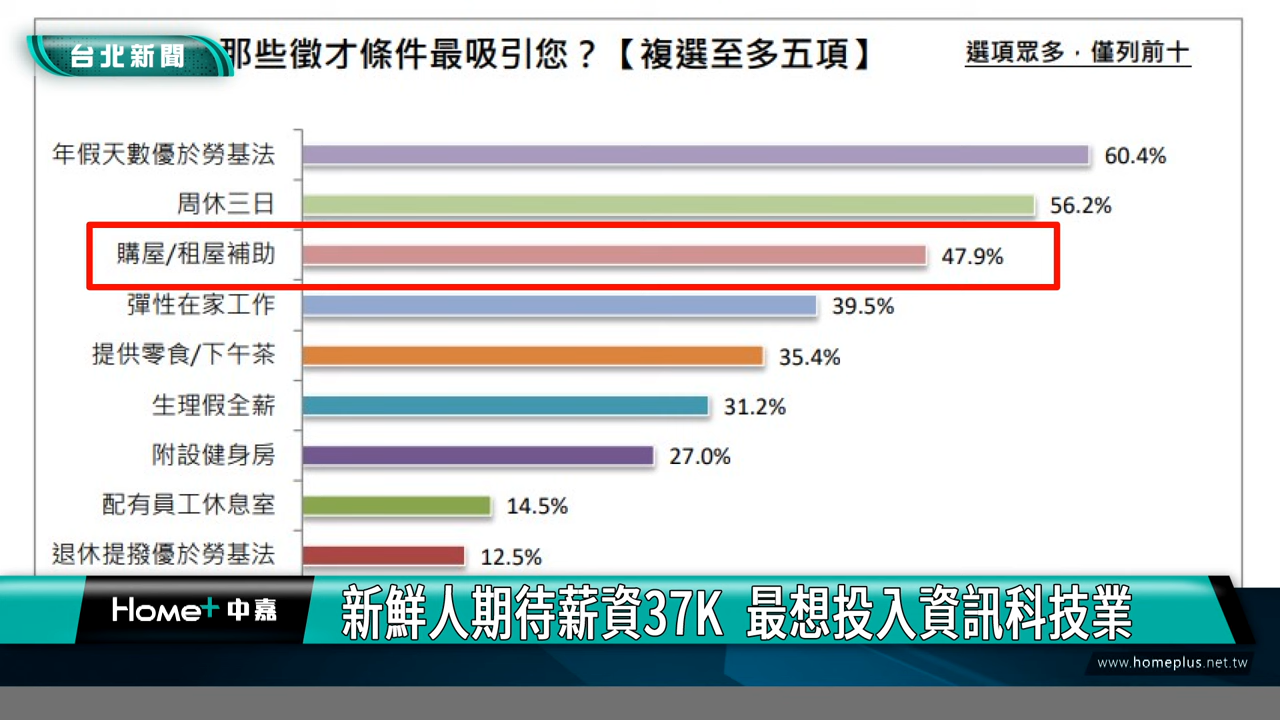 台北新聞
那些徵才條件最吸引您？【複選至多五項】
選項眾多，僅列前十
年假天數優於勞基法 60.4%
周休三日 56.2%
購屋/租屋補助 47.9%
彈性在家工作 39.5%
提供零食/下午茶 35.4%
生理假全薪 31.2%
附設健身房 27.0%
配有員工休息室 14.5%
退休提撥優於勞基法 12.5%
Home+中嘉
新鮮人期待薪資37K 最想投入資訊科技業
www.homeplus.net.tw